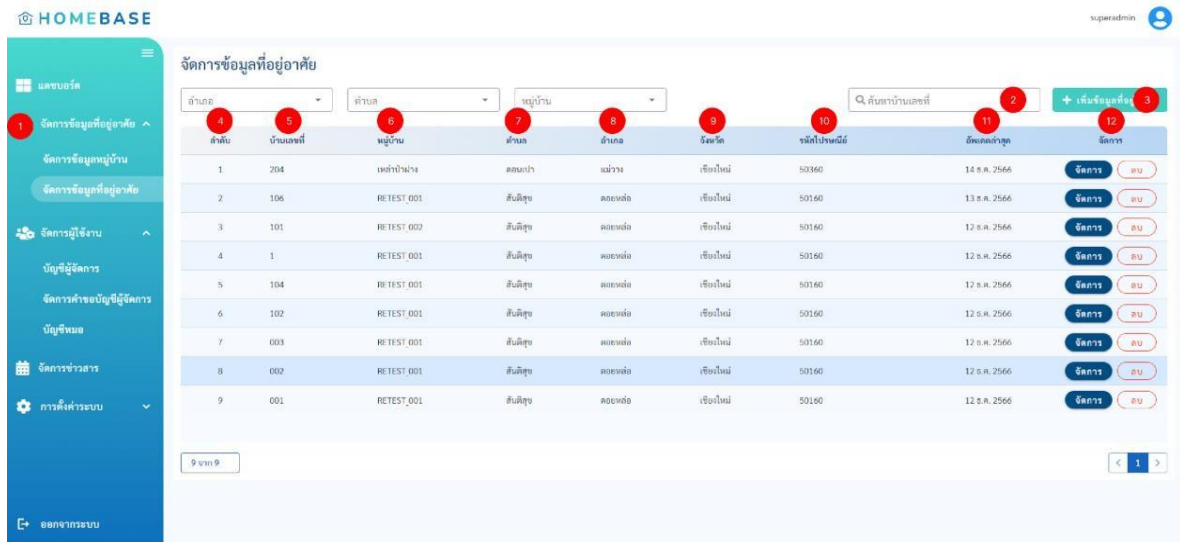 HOMEBASE
superadmin
แดชบอร์ด
1 จัดการข้อมูลที่อยู่อาศัย
จัดการข้อมูลหมู่บ้าน
จัดการข้อมูลที่อยู่อาศัย
จัดการผู้ใช้งาน
บัญชีผู้จัดการ
จัดการคำขอบัญชีผู้จัดการ
บัญชีหมอ
จัดการข่าวสาร
การตั้งค่าระบบ
ออกจากระบบ
จัดการข้อมูลที่อยู่อาศัย
อำเภอ ตำบล หมู่บ้าน ค้นหาบ้านเลขที่ 2 + เพิ่มข้อมูลที่อยู่ 3
4 5 6 7 8 9 10 11 12
ลำดับ บ้านเลขที่ หมู่บ้าน ตำบล อำเภอ จังหวัด รหัสไปรษณีย์ อัพเดตล่าสุด จัดการ
1 204 เหล่าป่าฝาง ดอนเปา แม่วาง เชียงใหม่ 50360 14 ธ.ค. 2566 จัดการ ลบ
2 106 RETEST_001 สันติสุข ดอยหล่อ เชียงใหม่ 50160 13 ธ.ค. 2566 จัดการ ลบ
3 101 RETEST_002 สันติสุข ดอยหล่อ เชียงใหม่ 50160 12 ธ.ค. 2566 จัดการ ลบ
4 1 RETEST_001 สันติสุข ดอยหล่อ เชียงใหม่ 50160 12 ธ.ค. 2566 จัดการ ลบ
5 104 RETEST_001 สันติสุข ดอยหล่อ เชียงใหม่ 50160 12 ธ.ค. 2566 จัดการ ลบ
6 102 RETEST_001 สันติสุข ดอยหล่อ เชียงใหม่ 50160 12 ธ.ค. 2566 จัดการ ลบ
7 003 RETEST_001 สันติสุข ดอยหล่อ เชียงใหม่ 50160 12 ธ.ค. 2566 จัดการ ลบ
8 002 RETEST_001 สันติสุข ดอยหล่อ เชียงใหม่ 50160 12 ธ.ค. 2566 จัดการ ลบ
9 001 RETEST_001 สันติสุข ดอยหล่อ เชียงใหม่ 50160 12 ธ.ค. 2566 จัดการ ลบ
9 จาก 9 < 1 >